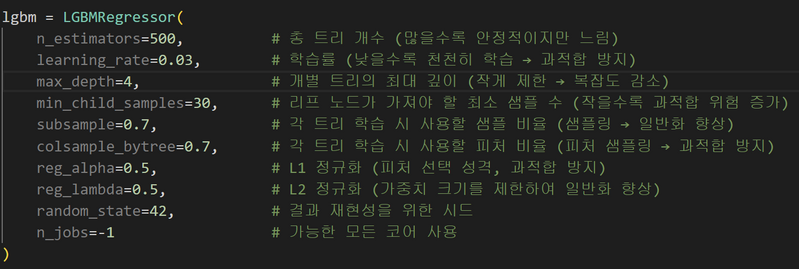 lgbm = LGBMRegressor(
    n_estimators=500,           # 총 트리 개수 (많을수록 안정적이지만 느림)
    learning_rate=0.03,         # 학습률 (낮을수록 천천히 학습 → 과적합 방지)
    max_depth=4,                # 개별 트리의 최대 깊이 (작게 제한 → 복잡도 감소)
    min_child_samples=30,       # 리프 노드가 가져야 할 최소 샘플 수 (작을수록 과적합 위험 증가)
    subsample=0.7,              # 각 트리 학습 시 사용할 샘플 비율 (샘플링 → 일반화 향상)
    colsample_bytree=0.7,       # 각 트리 학습 시 사용할 피처 비율 (피처 샘플링 → 과적합 방지)
    reg_alpha=0.5,              # L1 정규화 (피처 선택 성격, 과적합 방지)
    reg_lambda=0.5,             # L2 정규화 (가중치 크기를 제한하여 일반화 향상)
    random_state=42,            # 결과 재현성을 위한 시드
    n_jobs=-1                   # 가능한 모든 코어 사용
)